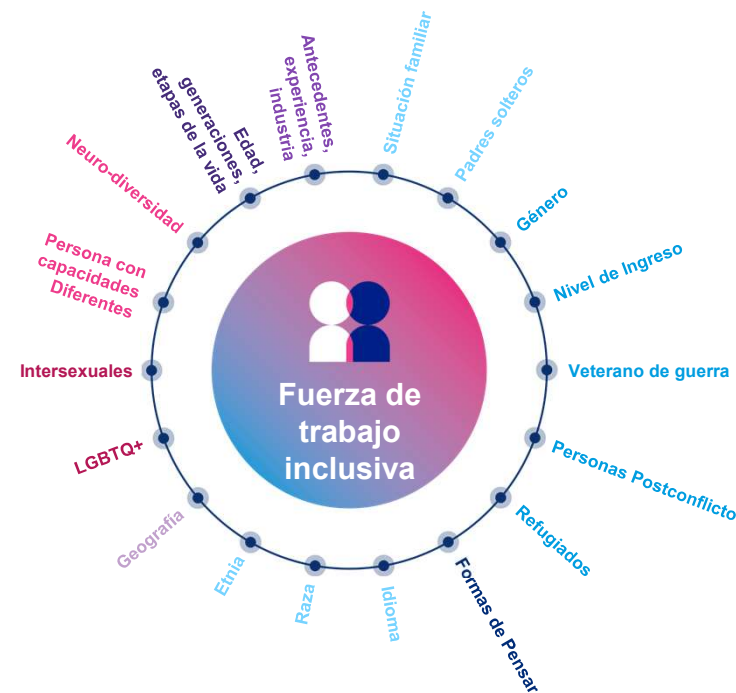 Fuerza de
trabajo
inclusiva
Antecedentes,
experiencia,
industria
Situación familiar
Padres solteros
Género
Nivel de Ingreso
Veterano de guerra
Personas Postconflicto
Refugiados
Formas de Pensar
Idioma
Raza
Etnia
Geografía
LGBTQ+
Intersexuales
Persona con
capacidades
Diferentes
Neuro-diversidad
Edad,
generaciones,
etapas de la vida